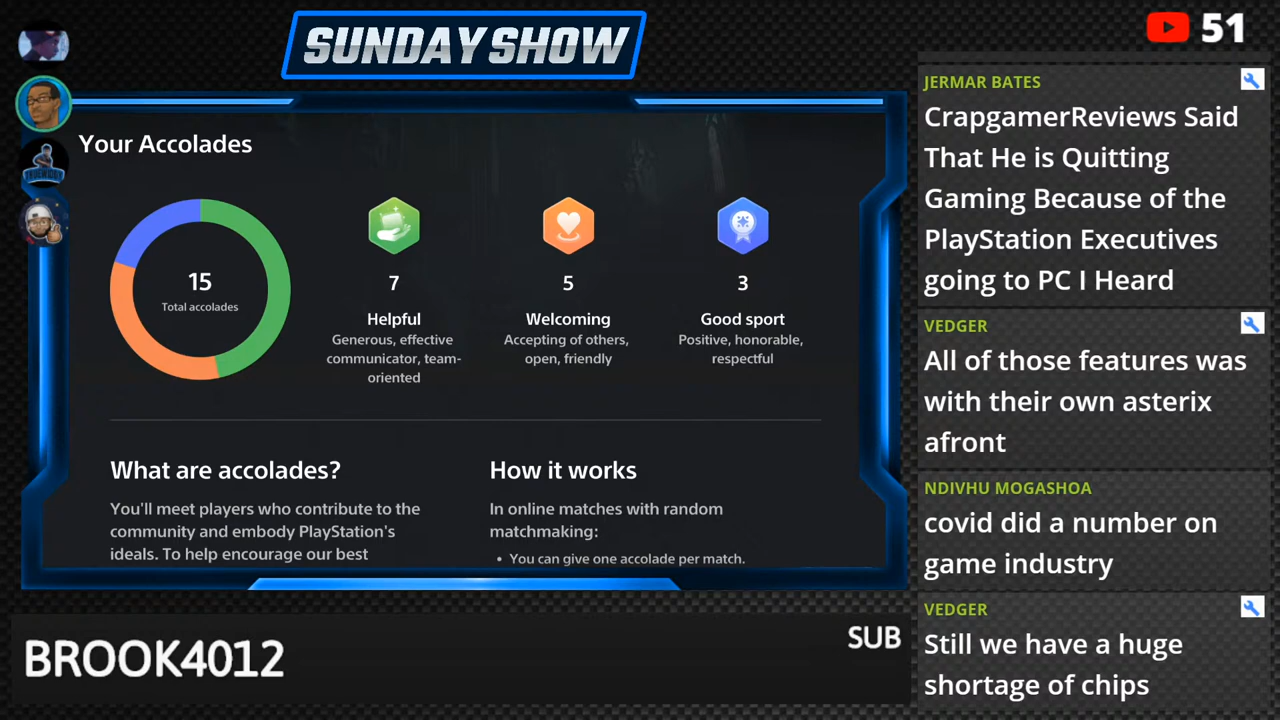 SUNDAY SHOW
51
Your Accolades
15
Total accolades
7
Helpful
Generous, effective
communicator, team-
oriented
5
Welcoming
Accepting of others,
open, friendly
3
Good sport
Positive, honorable,
respectful
What are accolades?
You'll meet players who contribute to the
community and embody PlayStation's
ideals. To help encourage our best
How it works
In online matches with random
matchmaking:
• You can give one accolade per match.
JERMAR BATES
CrapgamerReviews Said
That He is Quitting
Gaming Because of the
PlayStation Executives
going to PC I Heard
VEDGER
All of those features was
with their own asterix
afront
NDIVHU MOGASHOA
covid did a number on
game industry
VEDGER
Still we have a huge
shortage of chips
BROOK4012
SUB